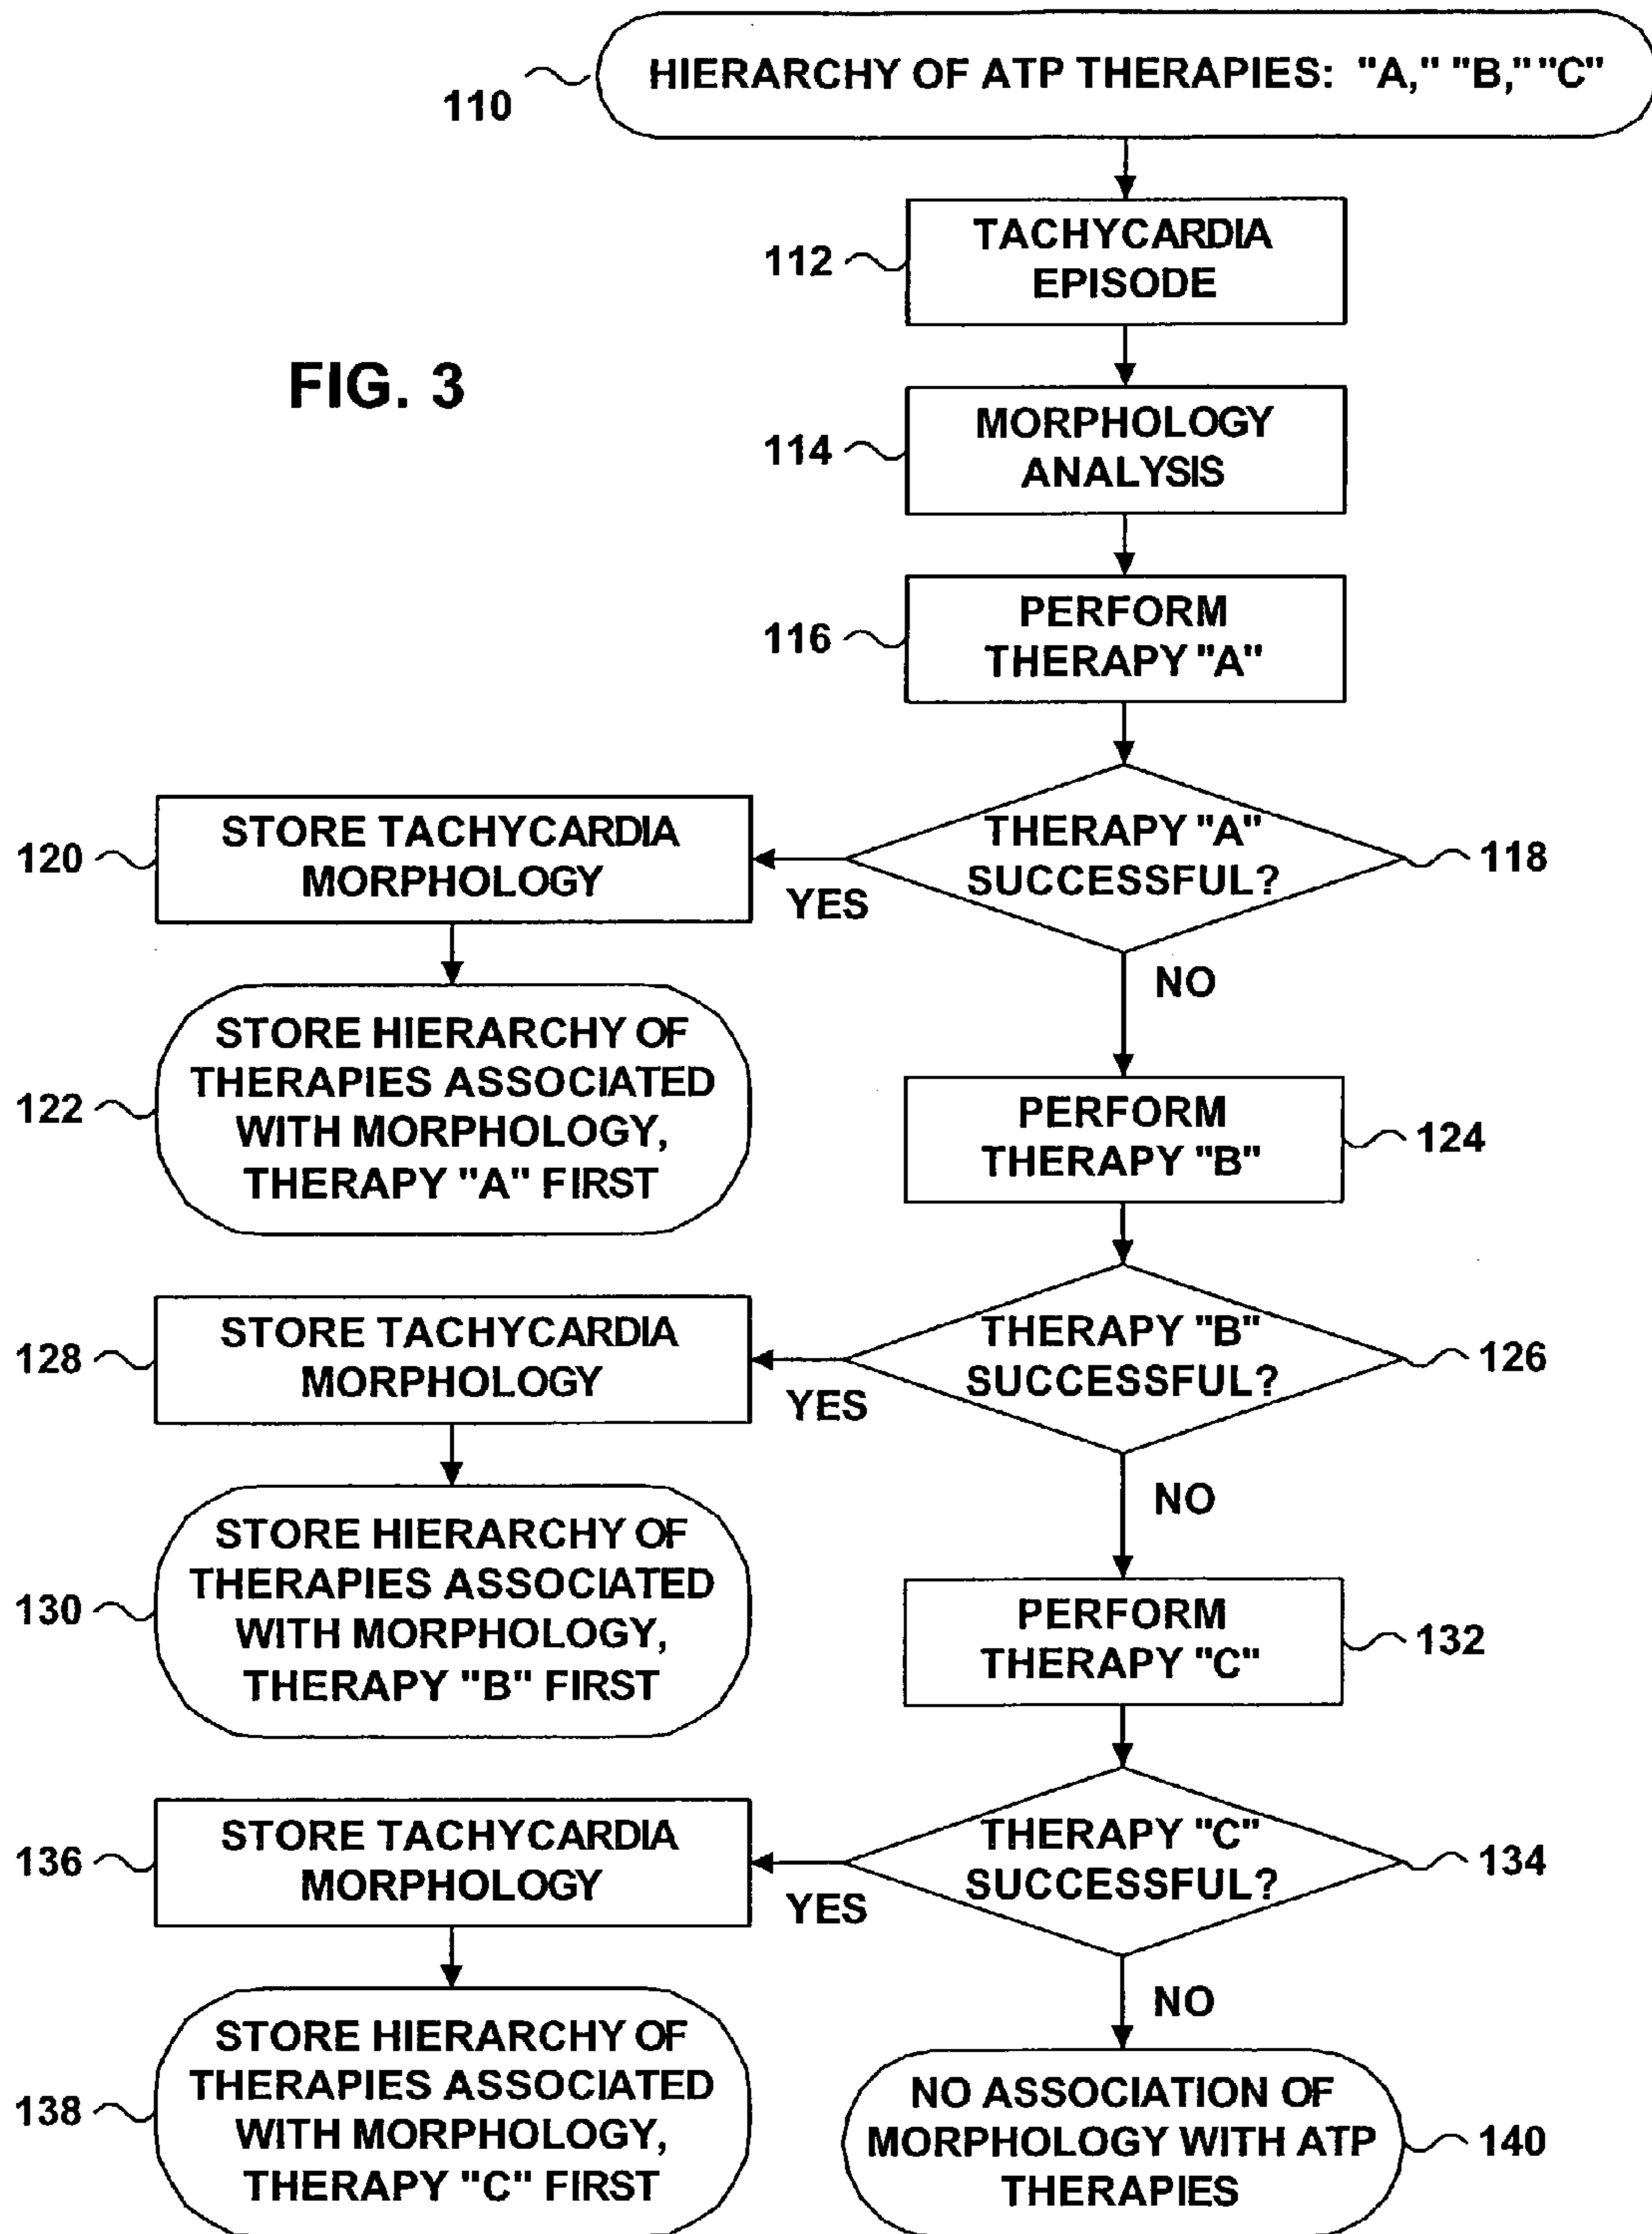 HIERARCHY OF ATP THERAPIES: "A," "B," "C"
110
TACHYCARDIA
EPISODE
112
FIG. 3
MORPHOLOGY
ANALYSIS
114
PERFORM
THERAPY "A"
116
THERAPY "A"
SUCCESSFUL?
118
YES
NO
STORE TACHYCARDIA
MORPHOLOGY
120
STORE HIERARCHY OF
THERAPIES ASSOCIATED
WITH MORPHOLOGY,
THERAPY "A" FIRST
122
PERFORM
THERAPY "B"
124
THERAPY "B"
SUCCESSFUL?
126
YES
NO
STORE TACHYCARDIA
MORPHOLOGY
128
STORE HIERARCHY OF
THERAPIES ASSOCIATED
WITH MORPHOLOGY,
THERAPY "B" FIRST
130
PERFORM
THERAPY "C"
132
THERAPY "C"
SUCCESSFUL?
134
YES
NO
STORE TACHYCARDIA
MORPHOLOGY
136
STORE HIERARCHY OF
THERAPIES ASSOCIATED
WITH MORPHOLOGY,
THERAPY "C" FIRST
138
NO ASSOCIATION OF
MORPHOLOGY WITH ATP
THERAPIES
140